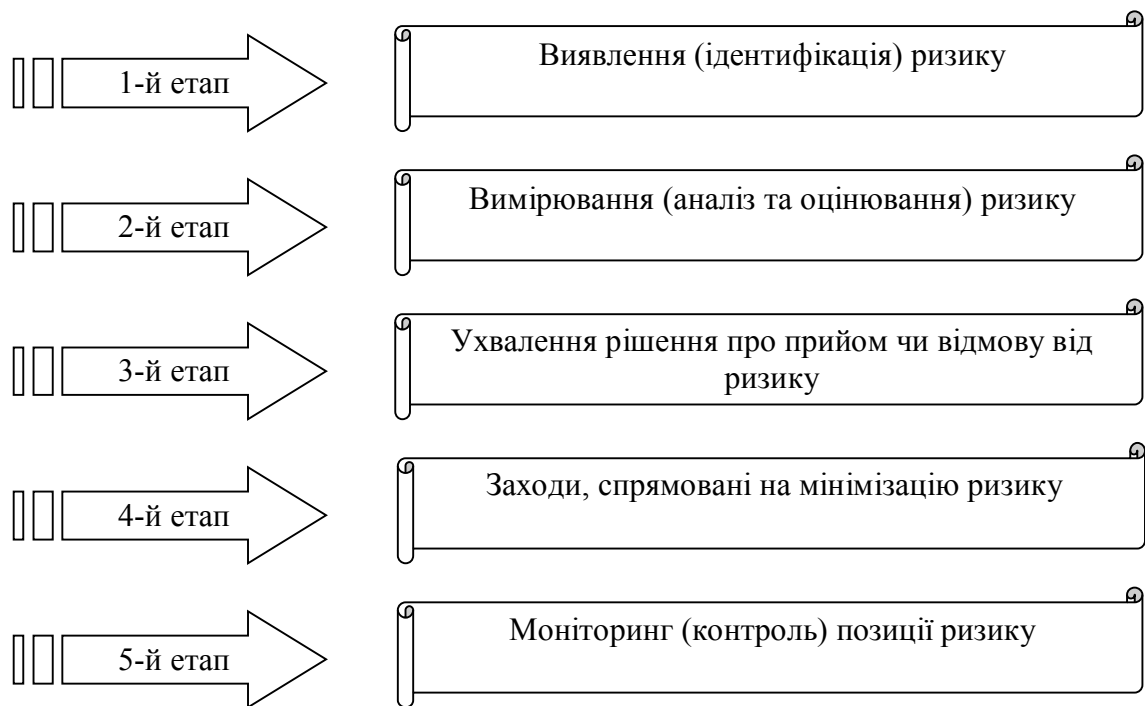 1-й етап
Виявлення (ідентифікація) ризику
2-й етап
Вимірювання (аналіз та оцінювання) ризику
3-й етап
Ухвалення рішення про прийом чи відмову від
ризику
4-й етап
Заходи, спрямовані на мінімізацію ризику
5-й етап
Моніторинг (контроль) позиції ризику